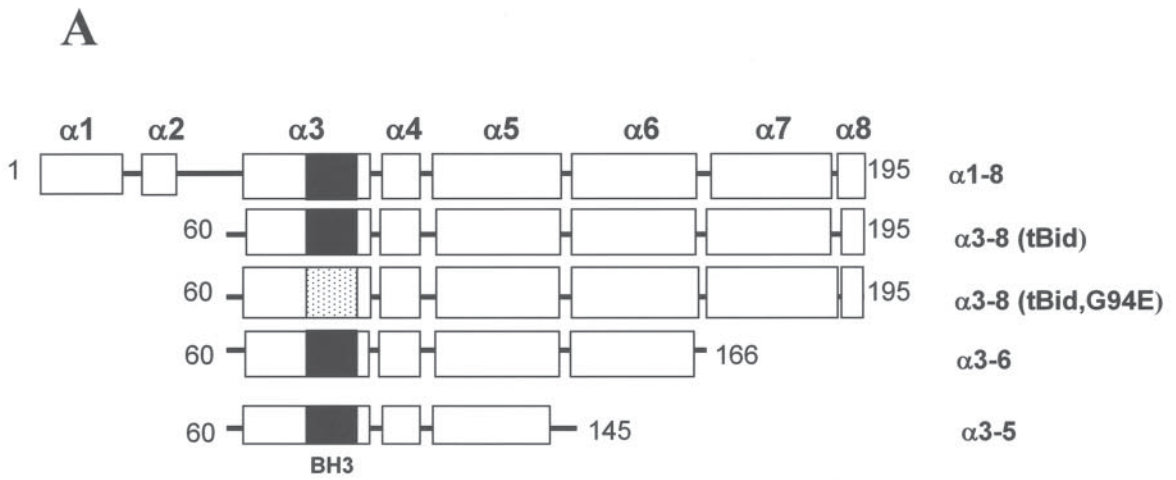 A
α1 α2 α3 α4 α5 α6 α7 α8
1 195 α1-8
60 195 α3-8 (tBid)
60 195 α3-8 (tBid,G94E)
60 166 α3-6
60 145 α3-5
BH3